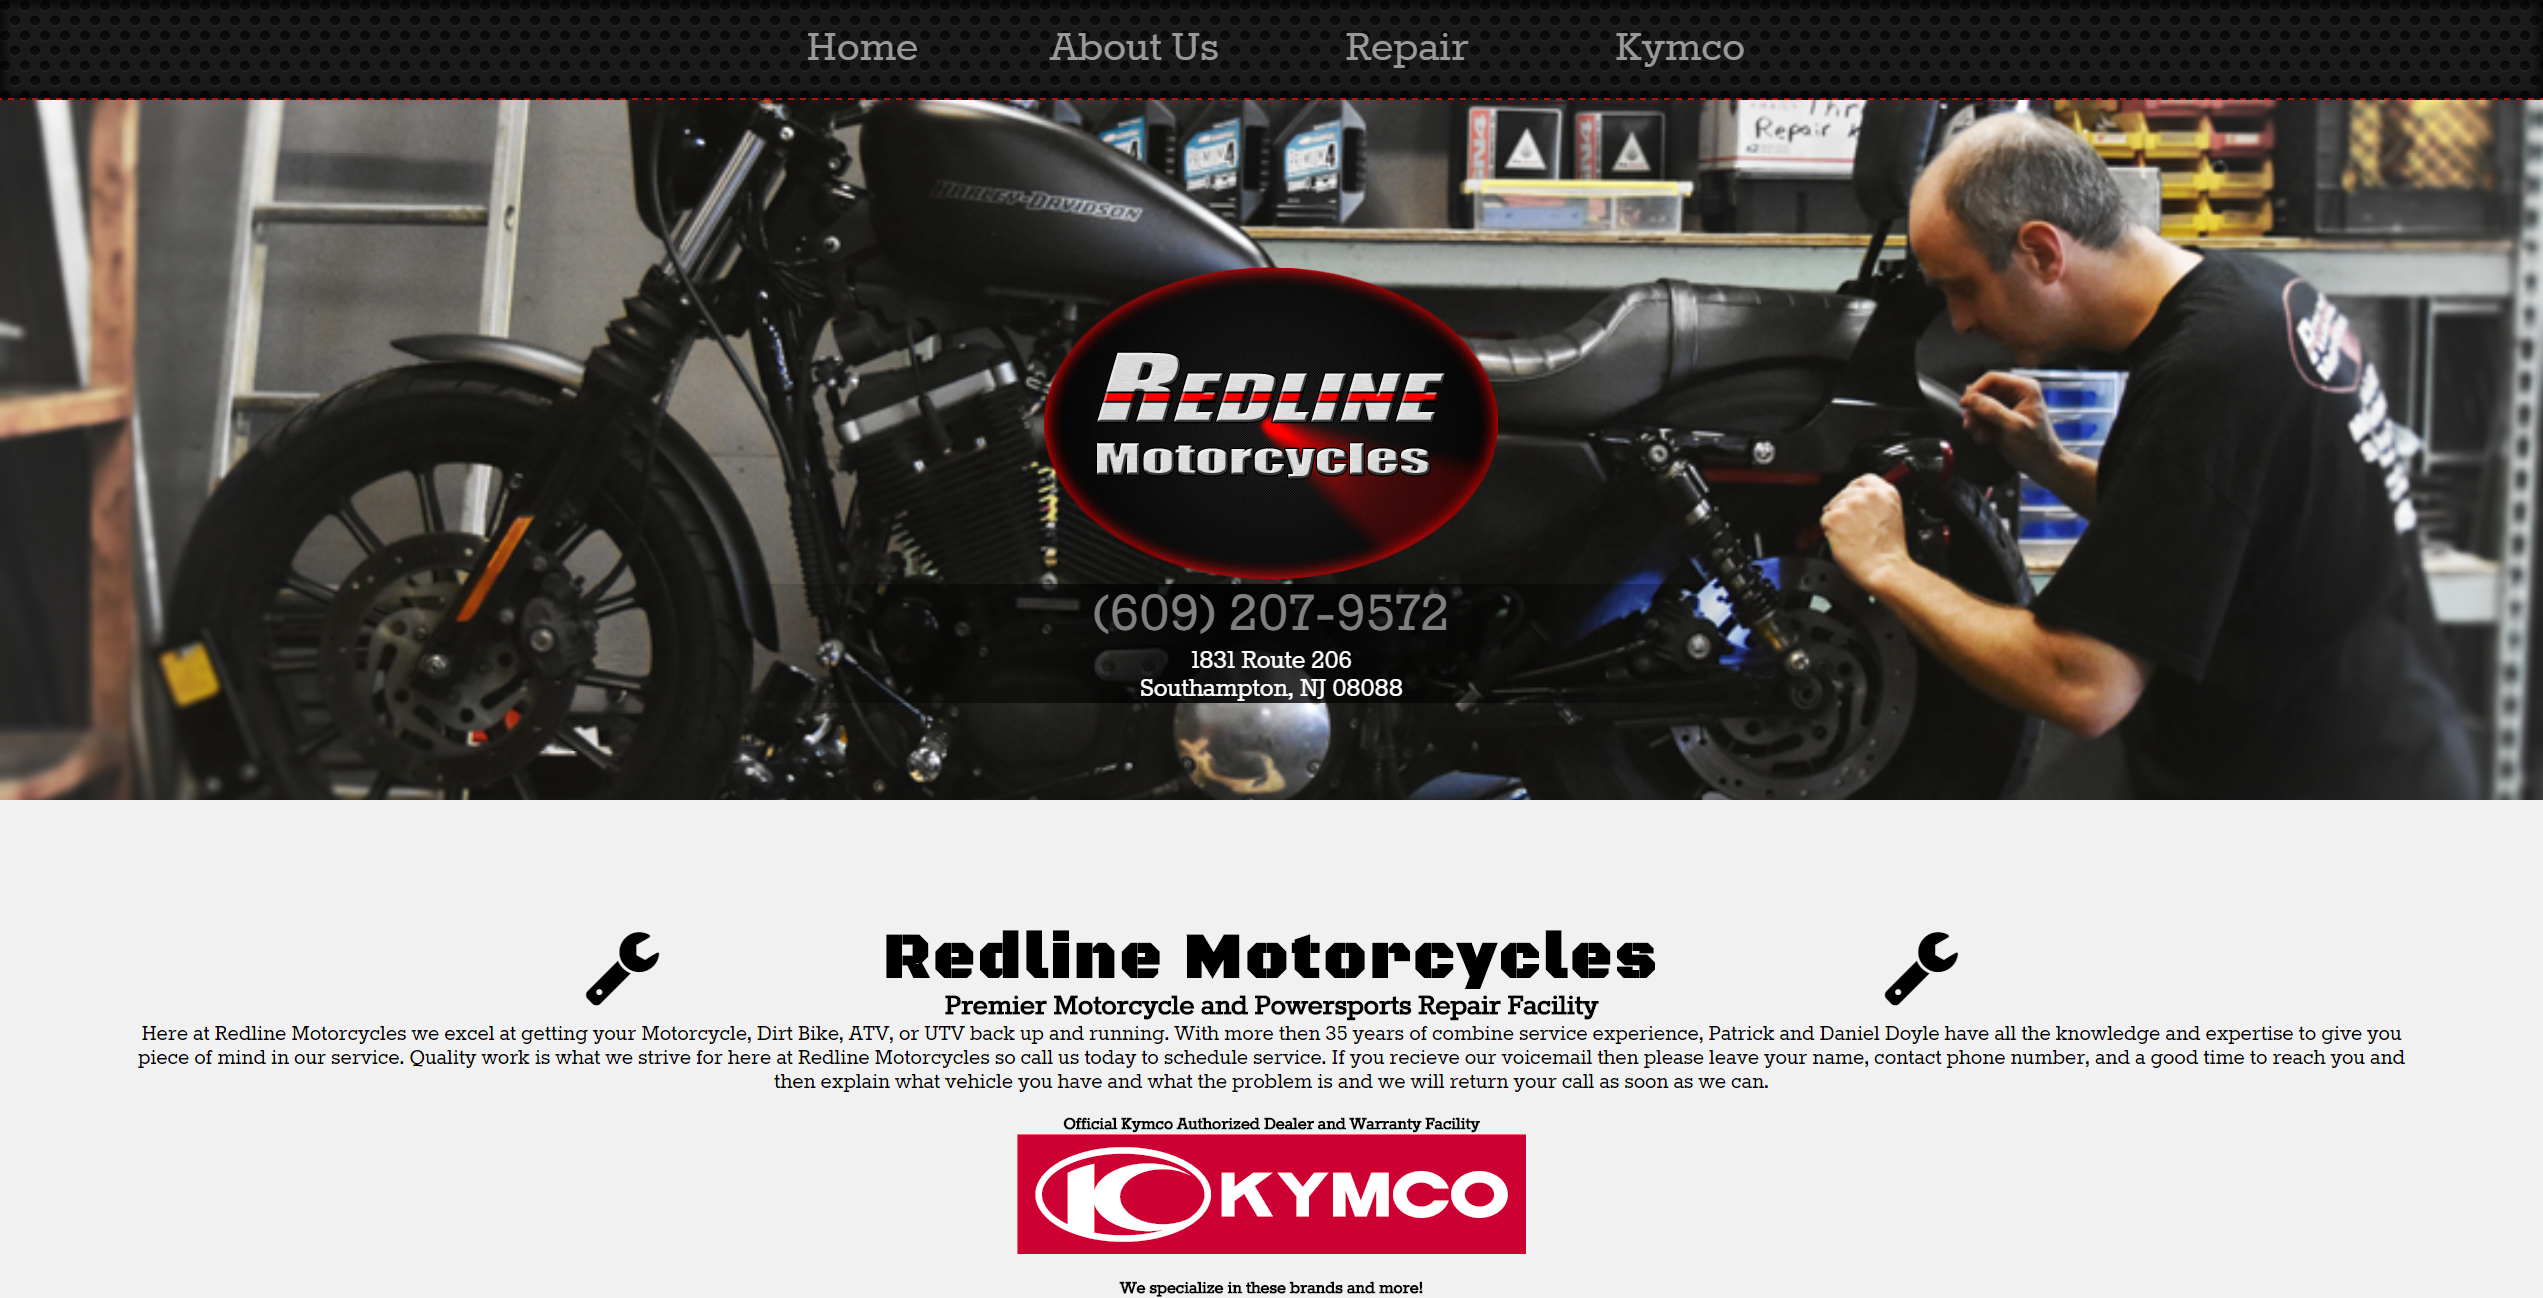 Home About Us Repair Kymco
Repair
HARLEY-DAVIDSON
PREMIUM4
PREMIUM4
REDLINE
Motorcycles
(609) 207-9572
1831 Route 206
Southampton, NJ 08088
Redline Motorcycles
Premier Motorcycle and Powersports Repair Facility
Here at Redline Motorcycles we excel at getting your Motorcycle, Dirt Bike, ATV, or UTV back up and running. With more then 35 years of combine service experience, Patrick and Daniel Doyle have all the knowledge and expertise to give you
piece of mind in our service. Quality work is what we strive for here at Redline Motorcycles so call us today to schedule service. If you recieve our voicemail then please leave your name, contact phone number, and a good time to reach you and
then explain what vehicle you have and what the problem is and we will return your call as soon as we can.
Official Kymco Authorized Dealer and Warranty Facility
KYMCO
We specialize in these brands and more!